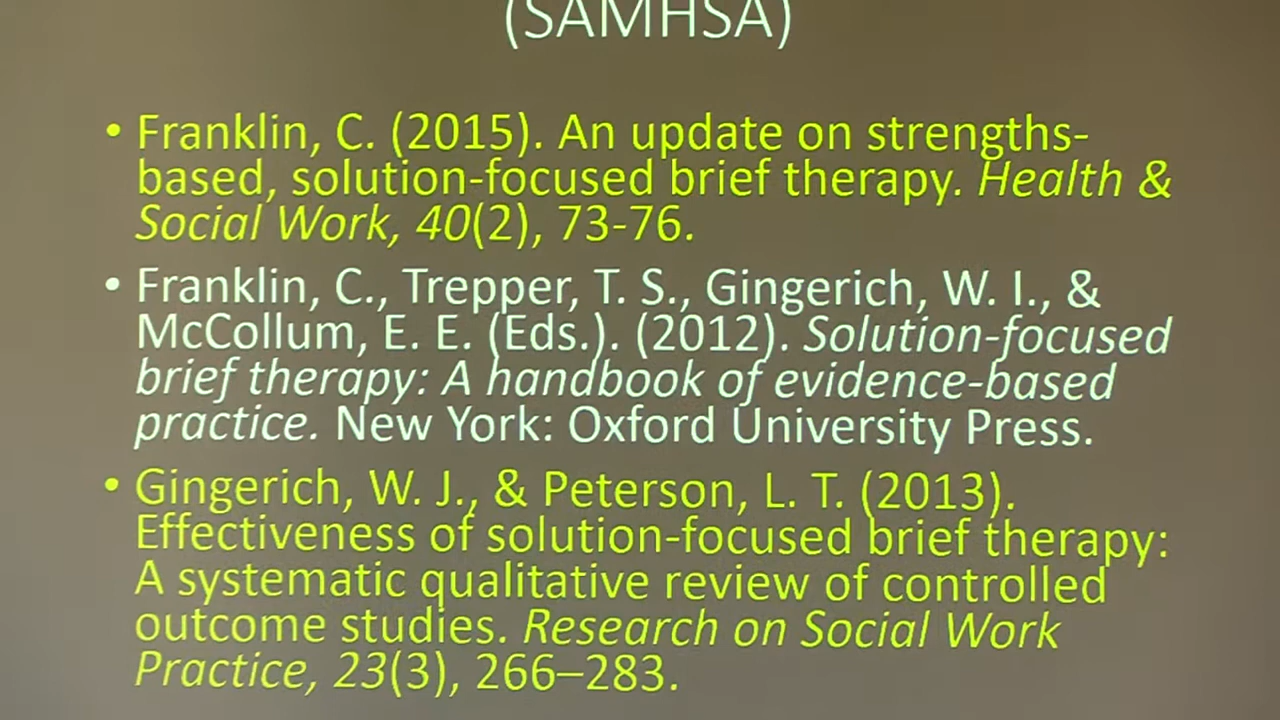 (SAMHSA)
• Franklin, C. (2015). An update on strengths-
based, solution-focused brief therapy. Health &
Social Work, 40(2), 73-76.
• Franklin, C., Trepper, T. S., Gingerich, W. I., &
McCollum, E. E. (Eds.). (2012). Solution-focused
brief therapy: A handbook of evidence-based
practice. New York: Oxford University Press.
• Gingerich, W. J., & Peterson, L. T. (2013).
Effectiveness of solution-focused brief therapy:
A systematic qualitative review of controlled
outcome studies. Research on Social Work
Practice, 23(3), 266–283.